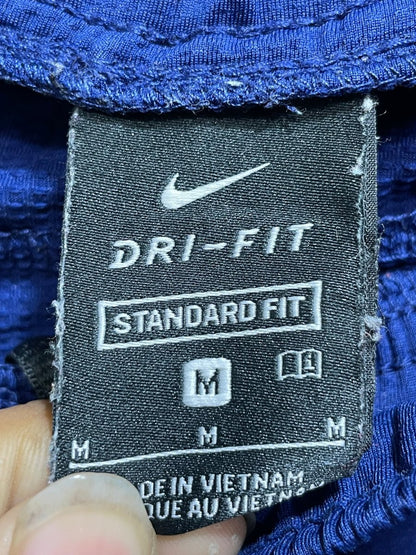 DRI-FIT
STANDARD FIT
M
M M M
DE IN VIETNAM
QUE AU VIETN